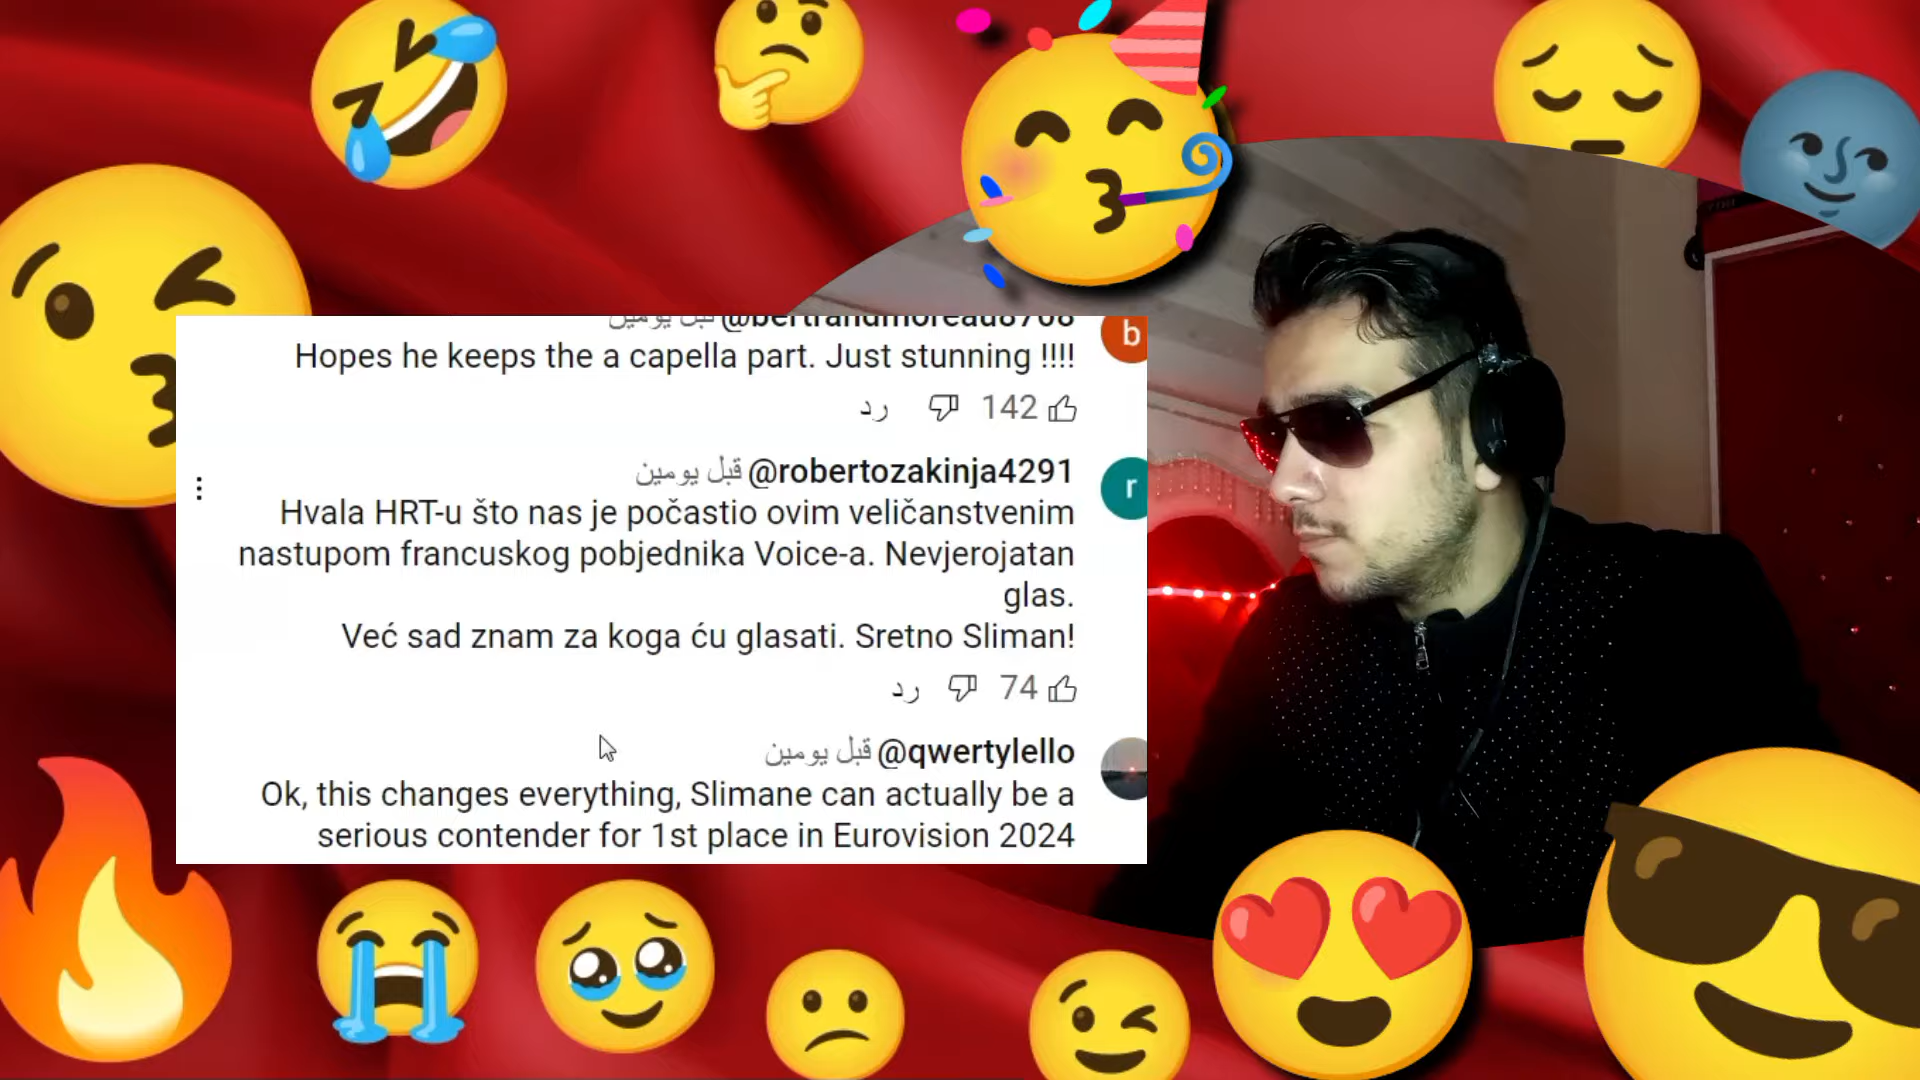 @bertrandmoreau8708 قبل يومين
b
Hopes he keeps the a capella part. Just stunning !!!!
142 رد
@robertozakinja4291 قبل يومين
r
Hvala HRT-u što nas je počastio ovim veličanstvenim
nastupom francuskog pobjednika Voice-a. Nevjerojatan
glas.
Već sad znam za koga ću glasati. Sretno Sliman!
74 رد
@qwertylello قبل يومين
Ok, this changes everything, Slimane can actually be a
serious contender for 1st place in Eurovision 2024